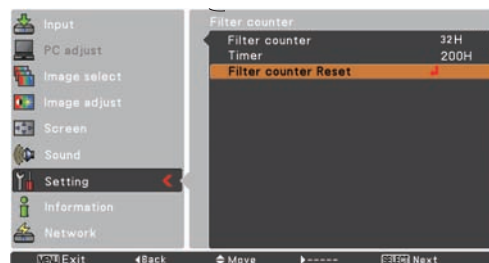 Input
PC adjust
Image select
Image adjust
Screen
Sound
Setting
Information
Network
Filter counter
Filter counter 32H
Timer 200H
Filter counter Reset
MENU Exit ◀Back ◆Move ▶----- SELECT Next